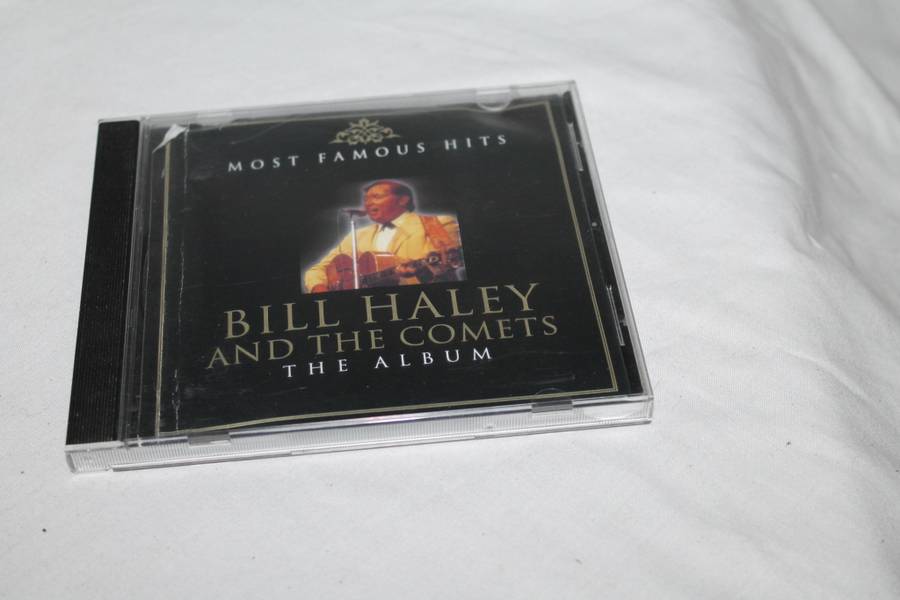 MOST FAMOUS HITS
BILL HALEY
AND THE COMETS
THE ALBUM